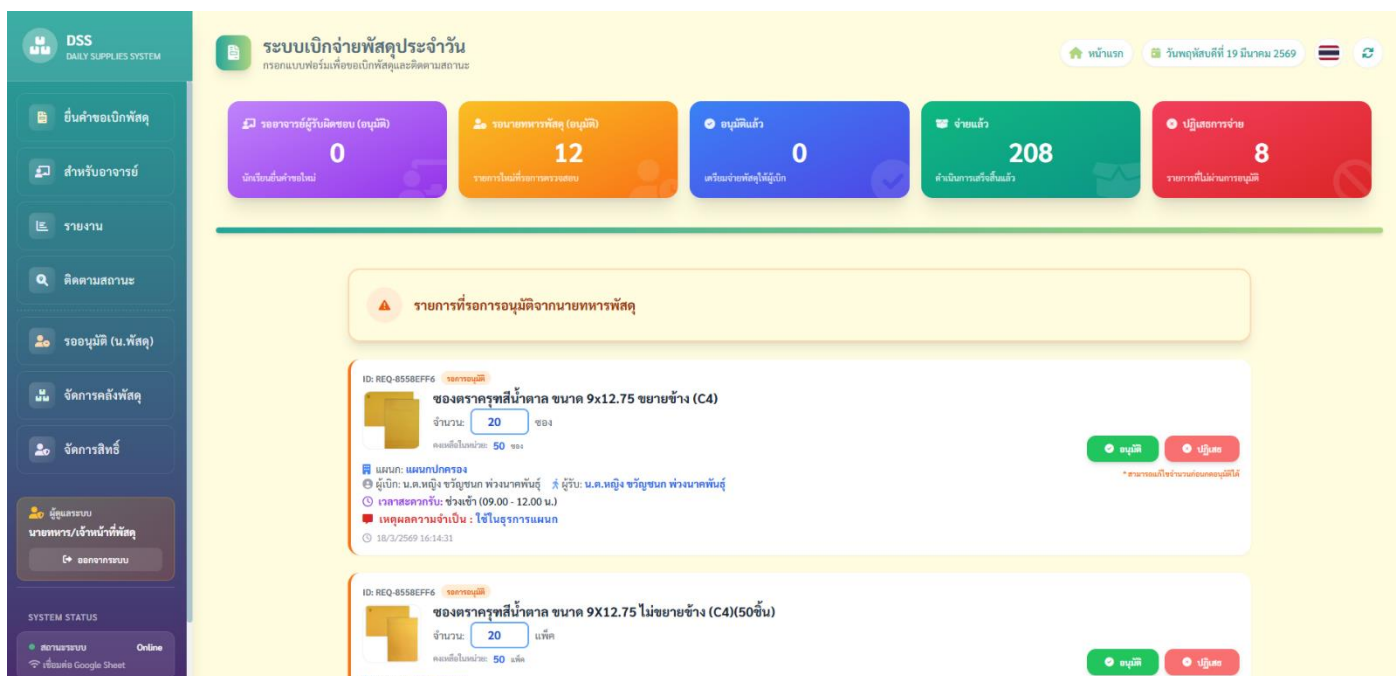 DSS
DAILY SUPPLIES SYSTEM
ยื่นคำขอเบิกพัสดุ
สำหรับอาจารย์
รายงาน
ติดตามสถานะ
รออนุมัติ (น.พัสดุ)
จัดการคลังพัสดุ
จัดการสิทธิ์
ผู้ดูแลระบบ
นายทหาร/เจ้าหน้าที่พัสดุ
ออกจากระบบ
SYSTEM STATUS
สถานะระบบ Online
เชื่อมต่อ Google Sheet
ระบบเบิกจ่ายพัสดุประจำวัน
กรอกแบบฟอร์มเพื่อขอเบิกพัสดุและติดตามสถานะ
หน้าแรก
วันพฤหัสบดีที่ 19 มีนาคม 2569
รออาจารย์ผู้รับผิดชอบ (อนุมัติ)
0
นักเรียนยื่นคำขอใหม่
รอนายทหารพัสดุ (อนุมัติ)
12
รายการใหม่ที่รอการตรวจสอบ
อนุมัติแล้ว
0
เตรียมจ่ายพัสดุให้ผู้เบิก
จ่ายแล้ว
208
ดำเนินการเสร็จสิ้นแล้ว
ปฏิเสธการจ่าย
8
รายการที่ไม่ผ่านการอนุมัติ
รายการที่รอการอนุมัติจากนายทหารพัสดุ
ID: REQ-8558EFF6 รอการอนุมัติ
ซองตราครุฑสีน้ำตาล ขนาด 9x12.75 ขยายข้าง (C4)
จำนวน: 20 ซอง
คงเหลือในหน่วย: 50 ซอง
อนุมัติ ปฏิเสธ
* สามารถแก้ไขจำนวนก่อนกดอนุมัติได้
แผนก: แผนกปกครอง
ผู้เบิก: น.ต.หญิง ขวัญชนก พ่วงนาคพันธุ์ ผู้รับ: น.ต.หญิง ขวัญชนก พ่วงนาคพันธุ์
เวลาสะดวกรับ: ช่วงเช้า (09.00 - 12.00 น.)
เหตุผลความจำเป็น : ใช้ในธุรการแผนก
18/3/2569 16:14:31
ID: REQ-8558EFF6 รอการอนุมัติ
ซองตราครุฑสีน้ำตาล ขนาด 9X12.75 ไม่ขยายข้าง (C4)(50ชิ้น)
จำนวน: 20 แพ็ค
คงเหลือในหน่วย: 50 แพ็ค
อนุมัติ ปฏิเสธ